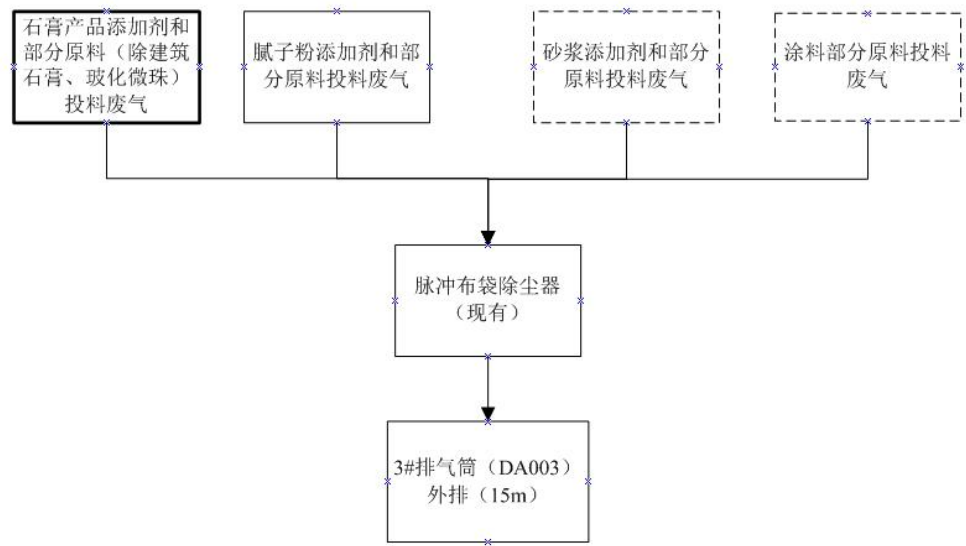 石膏产品添加剂和
部分原料（除建筑
石膏、玻化微珠）
投料废气
腻子粉添加剂和部
分原料投料废气
砂浆添加剂和部分
原料投料废气
涂料部分原料投料
废气
脉冲布袋除尘器
（现有）
3#排气筒（DA003）
外排（15m）